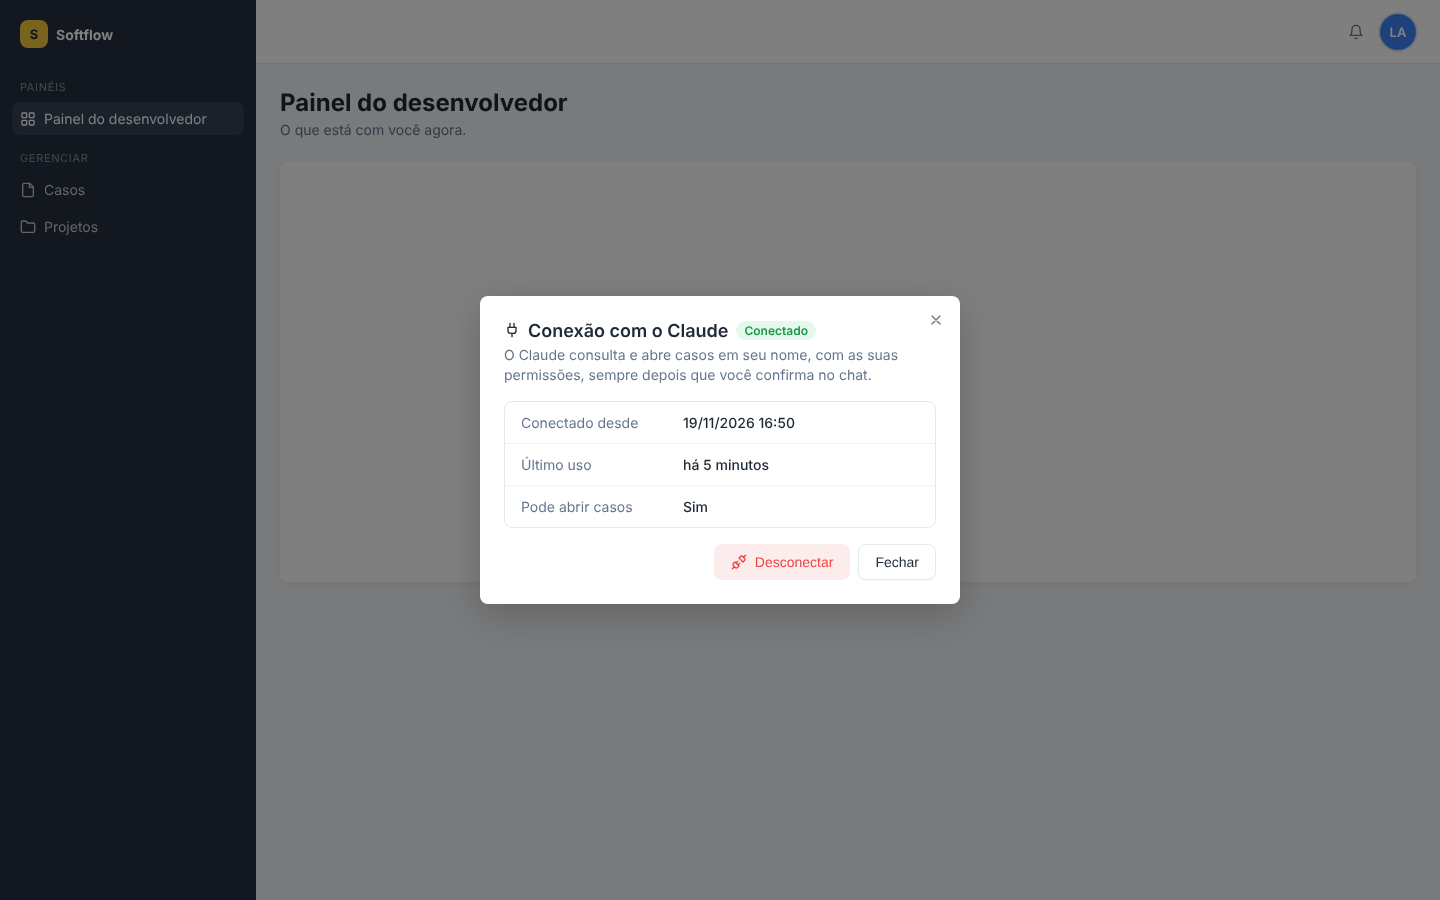 S Softflow
LA
PAINÉIS
Painel do desenvolvedor
GERENCIAR
Casos
Projetos
Painel do desenvolvedor
O que está com você agora.
Conexão com o Claude Conectado
O Claude consulta e abre casos em seu nome, com as suas
permissões, sempre depois que você confirma no chat.
Conectado desde 19/11/2026 16:50
Último uso há 5 minutos
Pode abrir casos Sim
Desconectar Fechar